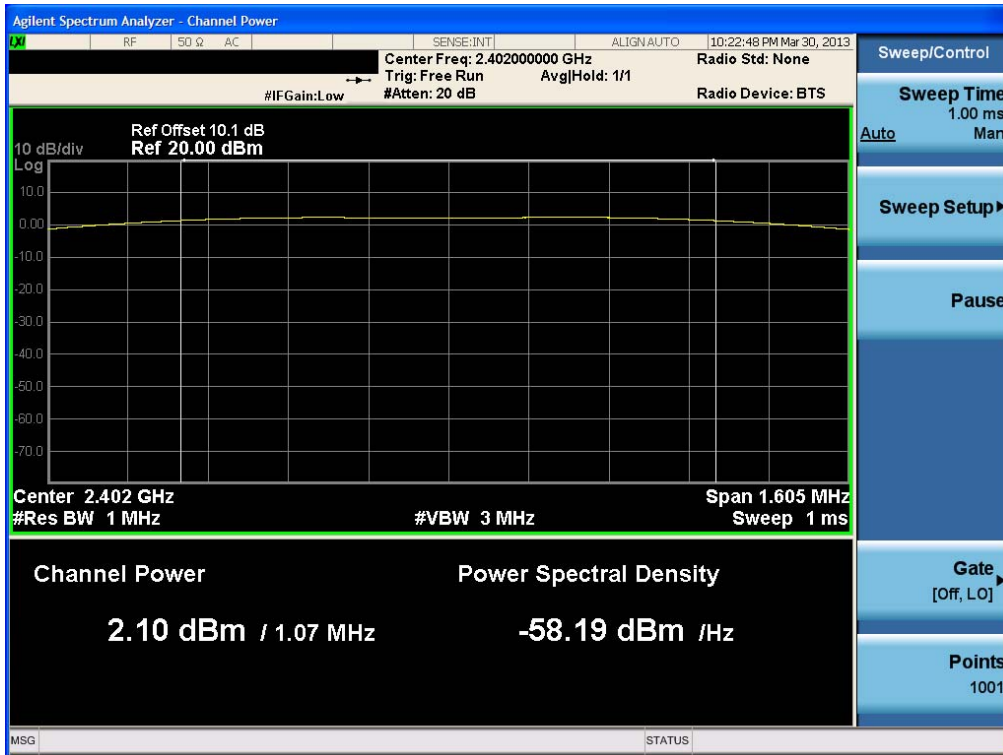 Agilent Spectrum Analyzer - Channel Power
LXI RF 50 Ω AC SENSE:INT ALIGN AUTO 10:22:48 PM Mar 30, 2013
Center Freq: 2.402000000 GHz Radio Std: None
Trig: Free Run Avg|Hold: 1/1
#IFGain:Low #Atten: 20 dB Radio Device: BTS
Ref Offset 10.1 dB
10 dB/div Ref 20.00 dBm
Log
10.0
0.00
-10.0
-20.0
-30.0
-40.0
-50.0
-60.0
-70.0
Center 2.402 GHz Span 1.605 MHz
#Res BW 1 MHz #VBW 3 MHz Sweep 1 ms
Channel Power Power Spectral Density
2.10 dBm / 1.07 MHz -58.19 dBm /Hz
MSG STATUS
Sweep/Control
Sweep Time
1.00 ms
Auto Man
Sweep Setup
Pause
Gate
[Off, LO]
Points
1001